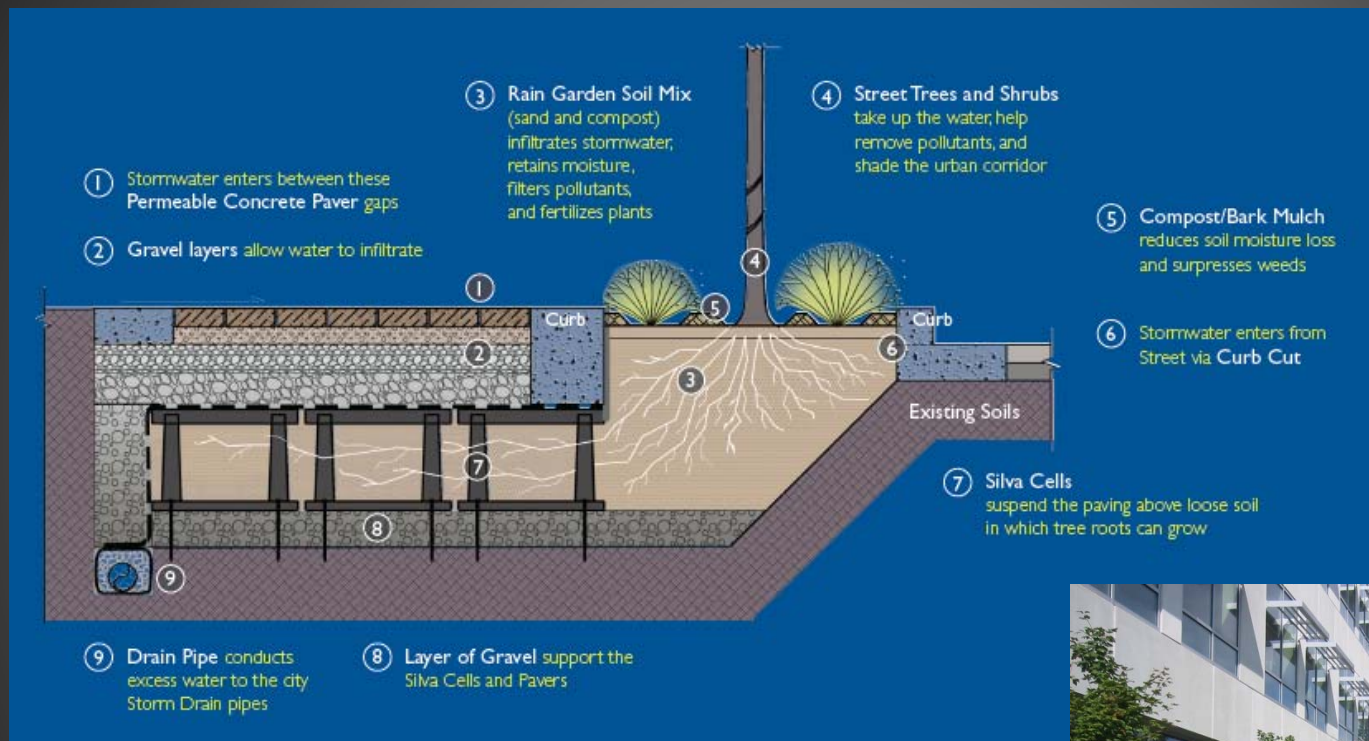 3 Rain Garden Soil Mix
(sand and compost)
infiltrates stormwater,
retains moisture,
filters pollutants,
and fertilizes plants
4 Street Trees and Shrubs
take up the water, help
remove pollutants, and
shade the urban corridor
1 Stormwater enters between these
Permeable Concrete Paver gaps
2 Gravel layers allow water to infiltrate
5 Compost/Bark Mulch
reduces soil moisture loss
and surpresses weeds
6 Stormwater enters from
Street via Curb Cut
4
1
5
Curb
Curb
2
6
3
Existing Soils
7
7 Silva Cells
suspend the paving above loose soil
in which tree roots can grow
8
9
9 Drain Pipe conducts
excess water to the city
Storm Drain pipes
8 Layer of Gravel support the
Silva Cells and Pavers